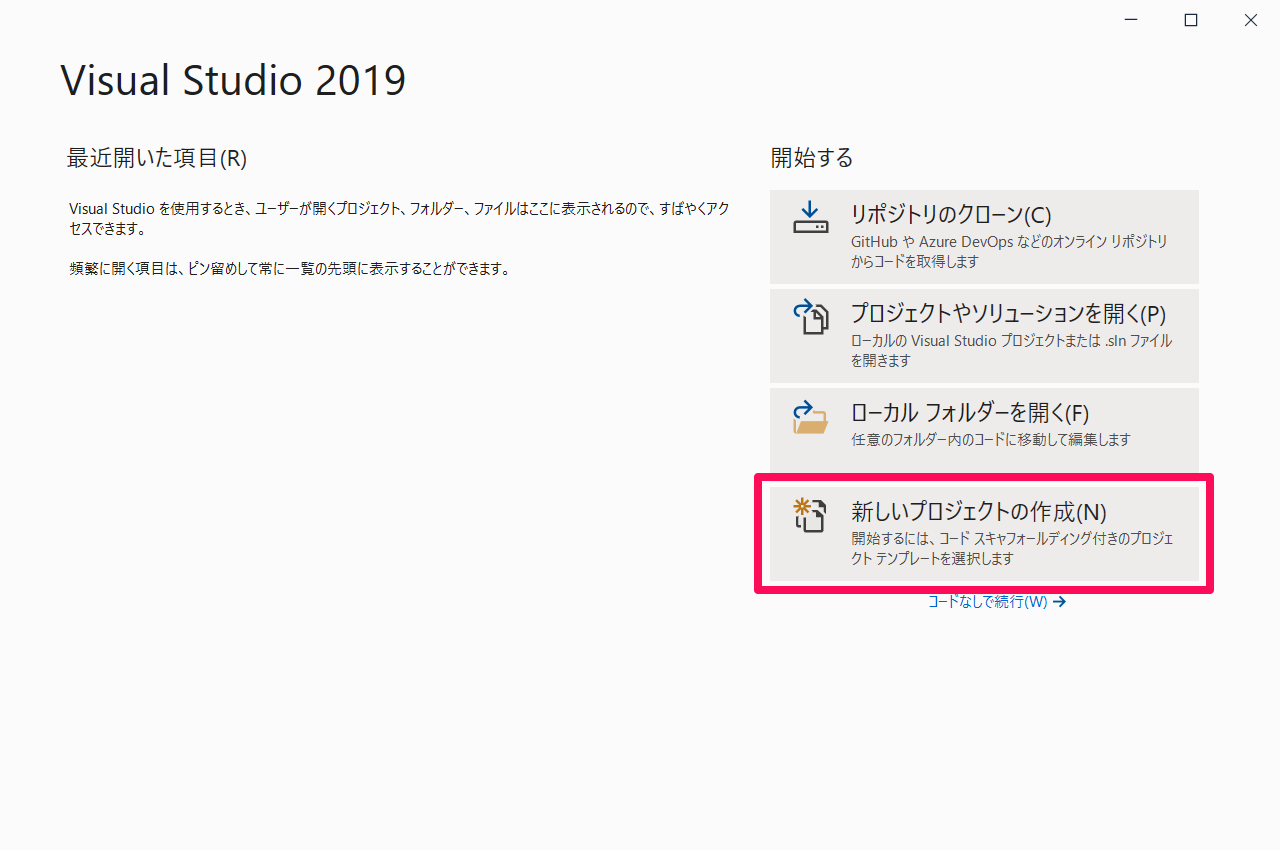 Visual Studio 2019
最近開いた項目(R)
Visual Studio を使用するとき、ユーザーが開くプロジェクト、フォルダー、ファイルはここに表示されるので、すばやくアク
セスできます。
頻繁に開く項目は、ピン留めして常に一覧の先頭に表示することができます。
開始する
リポジトリのクローン(C)
GitHub や Azure DevOps などのオンライン リポジトリ
からコードを取得します
プロジェクトやソリューションを開く(P)
ローカルの Visual Studio プロジェクトまたは .sln ファイル
を開きます
ローカル フォルダーを開く(F)
任意のフォルダー内のコードに移動して編集します
新しいプロジェクトの作成(N)
開始するには、コード スキャフォールディング付きのプロジェ
クト テンプレートを選択します
コードなしで続行(W) →